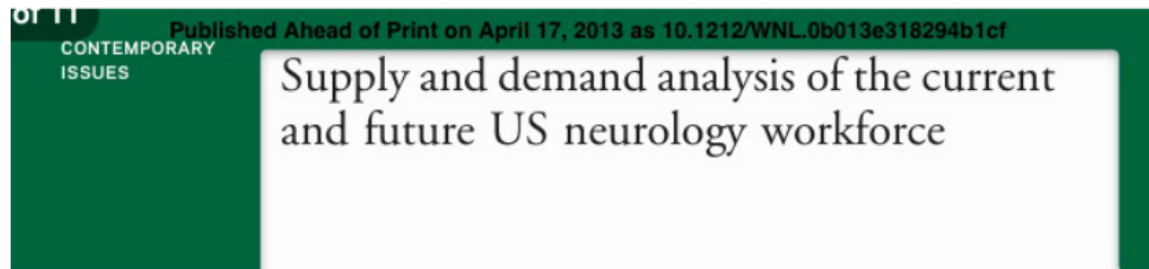 of 11
Published Ahead of Print on April 17, 2013 as 10.1212/WNL.0b013e318294b1cf
CONTEMPORARY
ISSUES
Supply and demand analysis of the current
and future US neurology workforce